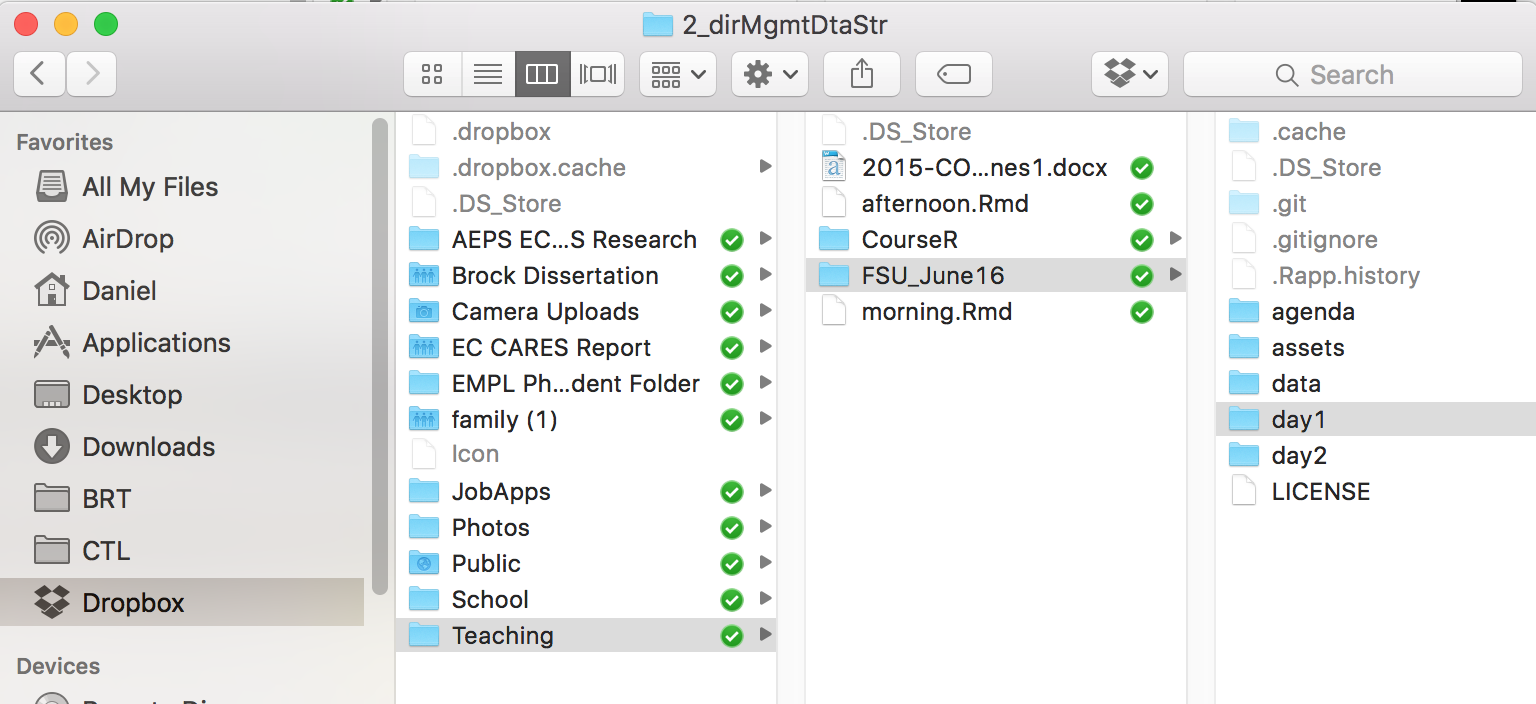 2_dirMgmtDtaStr
Search
Favorites
All My Files
AirDrop
Daniel
Applications
Desktop
Downloads
BRT
CTL
Dropbox
Devices
.dropbox
.dropbox.cache
.DS_Store
AEPS EC...S Research
Brock Dissertation
Camera Uploads
EC CARES Report
EMPL Ph...dent Folder
family (1)
Icon
JobApps
Photos
Public
School
Teaching
.DS_Store
2015-CO...nes1.docx
afternoon.Rmd
CourseR
FSU_June16
morning.Rmd
.cache
.DS_Store
.git
.gitignore
.Rapp.history
agenda
assets
data
day1
day2
LICENSE